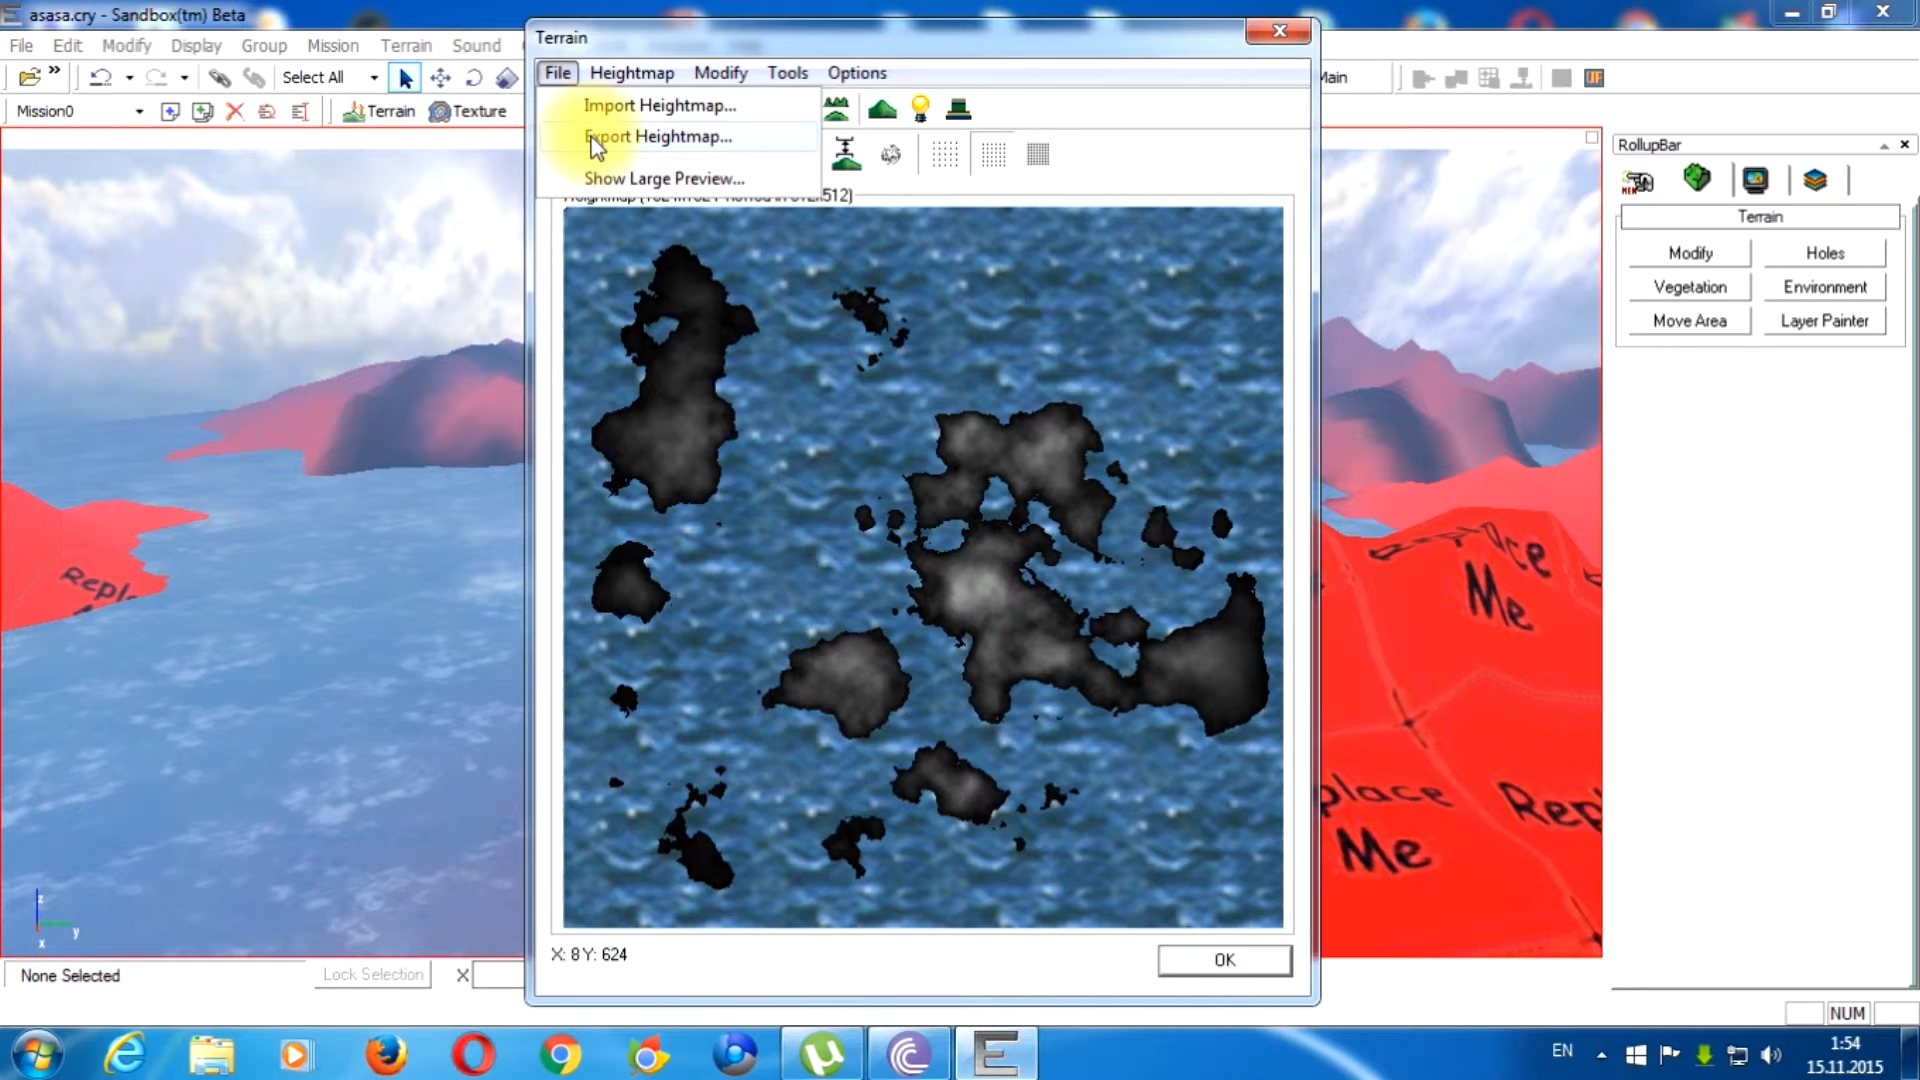 asasa.cry - Sandbox(tm) Beta
File Edit Modify Display Group Mission Terrain Sound
Select All
Mission0
Terrain Texture
Terrain
File Heightmap Modify Tools Options
Import Heightmap...
Export Heightmap...
Show Large Preview...
Main
RollupBar
Terrain
Modify Holes
Vegetation Environment
Move Area Layer Painter
Me
place
Me
X: 8 Y: 624
OK
None Selected
Lock Selection
X
z
y
x
NUM
EN
1:54
15.11.2015